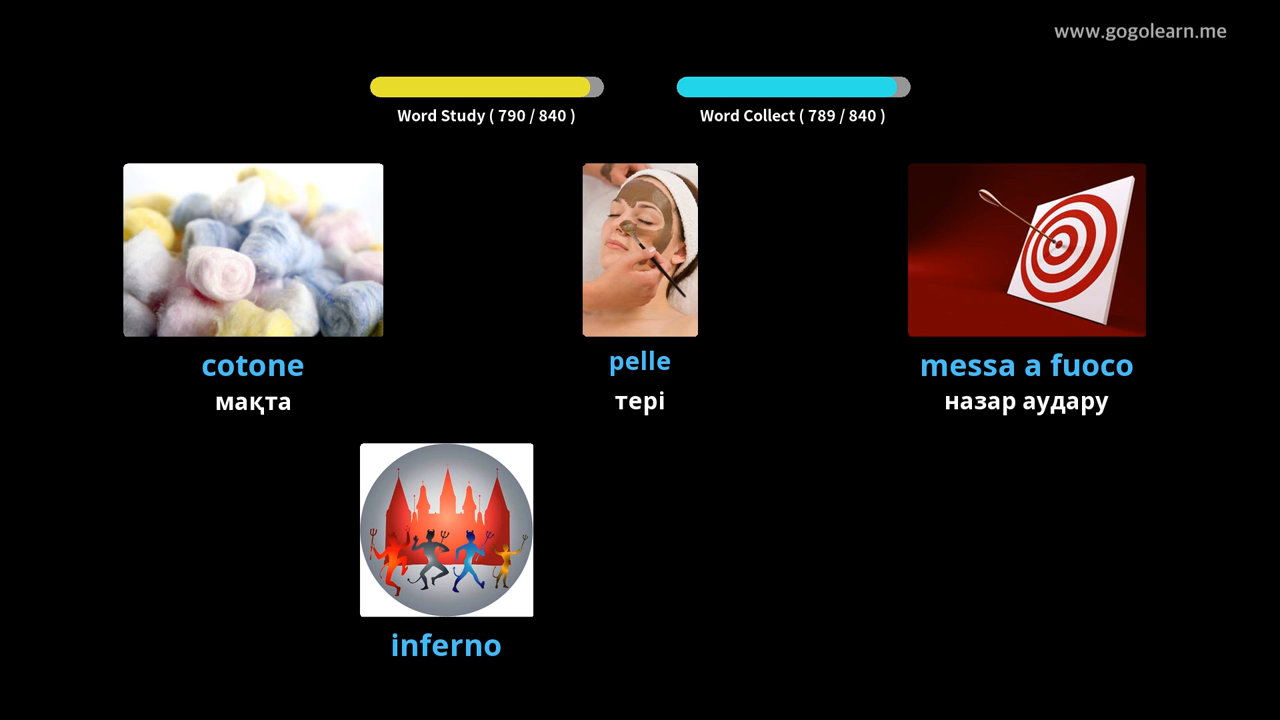 www.gogolearn.me
Word Study ( 790 / 840 )
Word Collect ( 789 / 840 )
cotone
мақта
pelle
тері
messa a fuoco
назар аудару
inferno